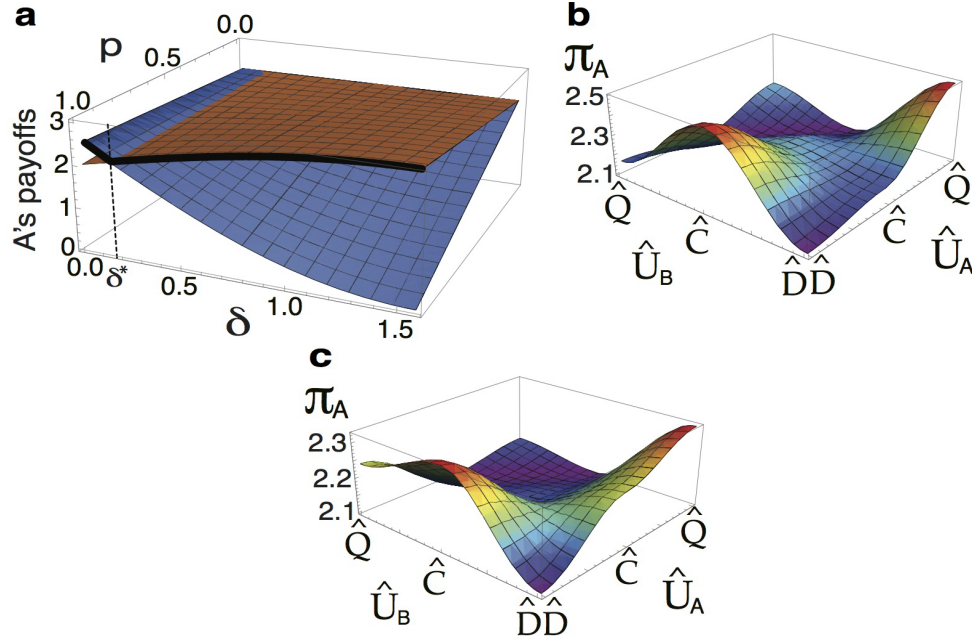 a
p
0.0
0.5
1.0
3
2
1
0
A's payoffs
0.0
δ*
0.5
1.0
1.5
δ
b
π_A
2.5
2.3
2.1
Q̂
Ĉ
D̂
Û_B
D̂
Ĉ
Q̂
Û_A
c
π_A
2.3
2.2
2.1
Q̂
Ĉ
D̂
Û_B
D̂
Ĉ
Q̂
Û_A